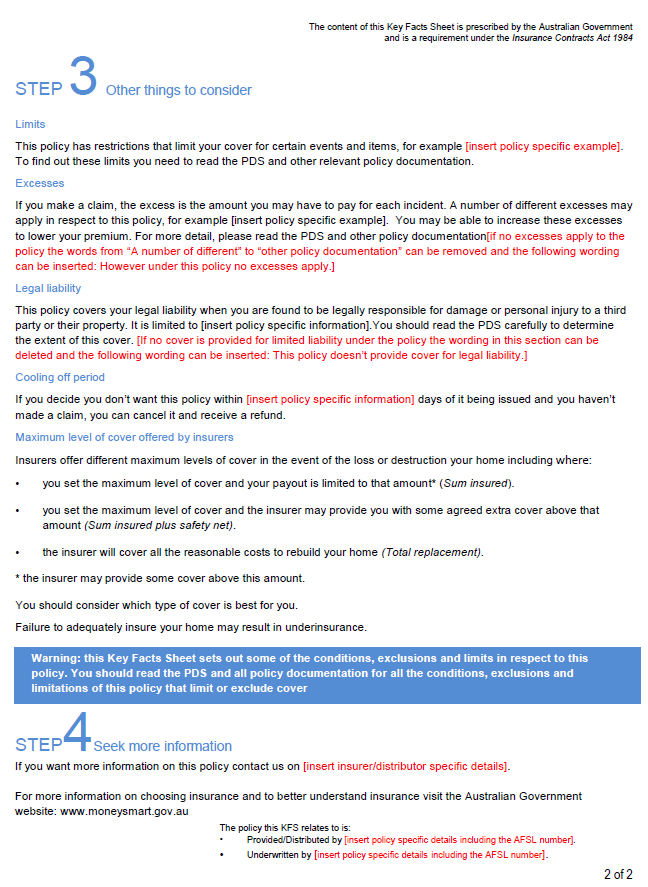 The content of this Key Facts Sheet is prescribed by the Australian Government
and is a requirement under the Insurance Contracts Act 1984
STEP 3 Other things to consider
Limits
This policy has restrictions that limit your cover for certain events and items, for example [insert policy specific example].
To find out these limits you need to read the PDS and other relevant policy documentation.
Excesses
If you make a claim, the excess is the amount you may have to pay for each incident. A number of different excesses may
apply in respect to this policy, for example [insert policy specific example].  You may be able to increase these excesses
to lower your premium. For more detail, please read the PDS and other policy documentation[if no excesses apply to the
policy the words from “A number of different” to “other policy documentation” can be removed and the following wording
can be inserted: However under this policy no excesses apply.]
Legal liability
This policy covers your legal liability when you are found to be legally responsible for damage or personal injury to a third
party or their property. It is limited to [insert policy specific information].You should read the PDS carefully to determine
the extent of this cover. [If no cover is provided for limited liability under the policy the wording in this section can be
deleted and the following wording can be inserted: This policy doesn’t provide cover for legal liability.]
Cooling off period
If you decide you don’t want this policy within [insert policy specific information] days of it being issued and you haven’t
made a claim, you can cancel it and receive a refund.
Maximum level of cover offered by insurers
Insurers offer different maximum levels of cover in the event of the loss or destruction your home including where:
• you set the maximum level of cover and your payout is limited to that amount* (Sum insured).
• you set the maximum level of cover and the insurer may provide you with some agreed extra cover above that
amount (Sum insured plus safety net).
• the insurer will cover all the reasonable costs to rebuild your home (Total replacement).
* the insurer may provide some cover above this amount.
You should consider which type of cover is best for you.
Failure to adequately insure your home may result in underinsurance.
Warning: this Key Facts Sheet sets out some of the conditions, exclusions and limits in respect to this
policy. You should read the PDS and all policy documentation for all the conditions, exclusions and
limitations of this policy that limit or exclude cover
STEP 4 Seek more information
If you want more information on this policy contact us on [insert insurer/distributor specific details].
For more information on choosing insurance and to better understand insurance visit the Australian Government
website: www.moneysmart.gov.au
The policy this KFS relates to is:
• Provided/Distributed by [insert policy specific details including the AFSL number].
• Underwritten by [insert policy specific details including the AFSL number].
2 of 2